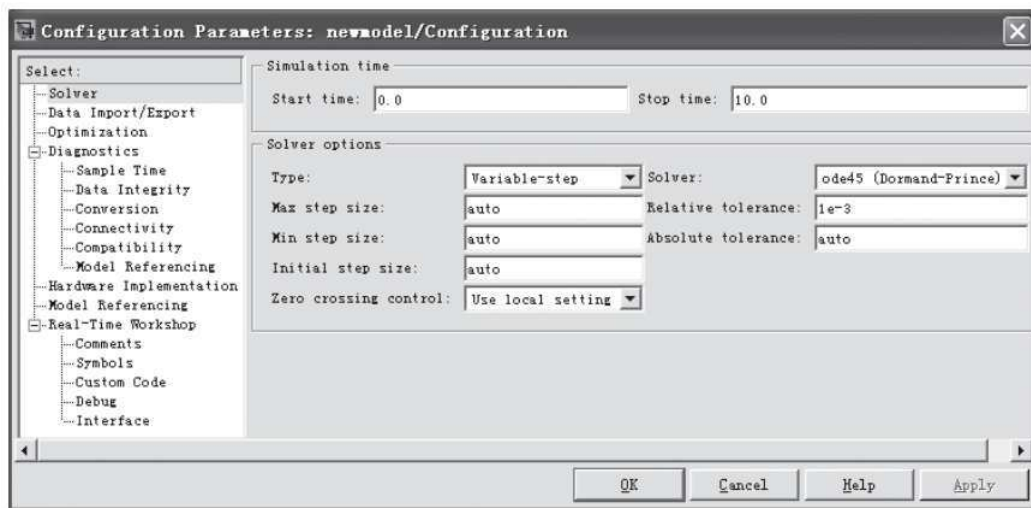 Configuration Parameters: newmodel/Configuration
Select:
Solver
Data Import/Export
Optimization
Diagnostics
Sample Time
Data Integrity
Conversion
Connectivity
Compatibility
Model Referencing
Hardware Implementation
Model Referencing
Real-Time Workshop
Comments
Symbols
Custom Code
Debug
Interface
Simulation time
Start time: 0.0 Stop time: 10.0
Solver options
Type: Variable-step Solver: ode45 (Dormand-Prince)
Max step size: auto Relative tolerance: 1e-3
Min step size: auto Absolute tolerance: auto
Initial step size: auto
Zero crossing control: Use local setting
OK Cancel Help Apply